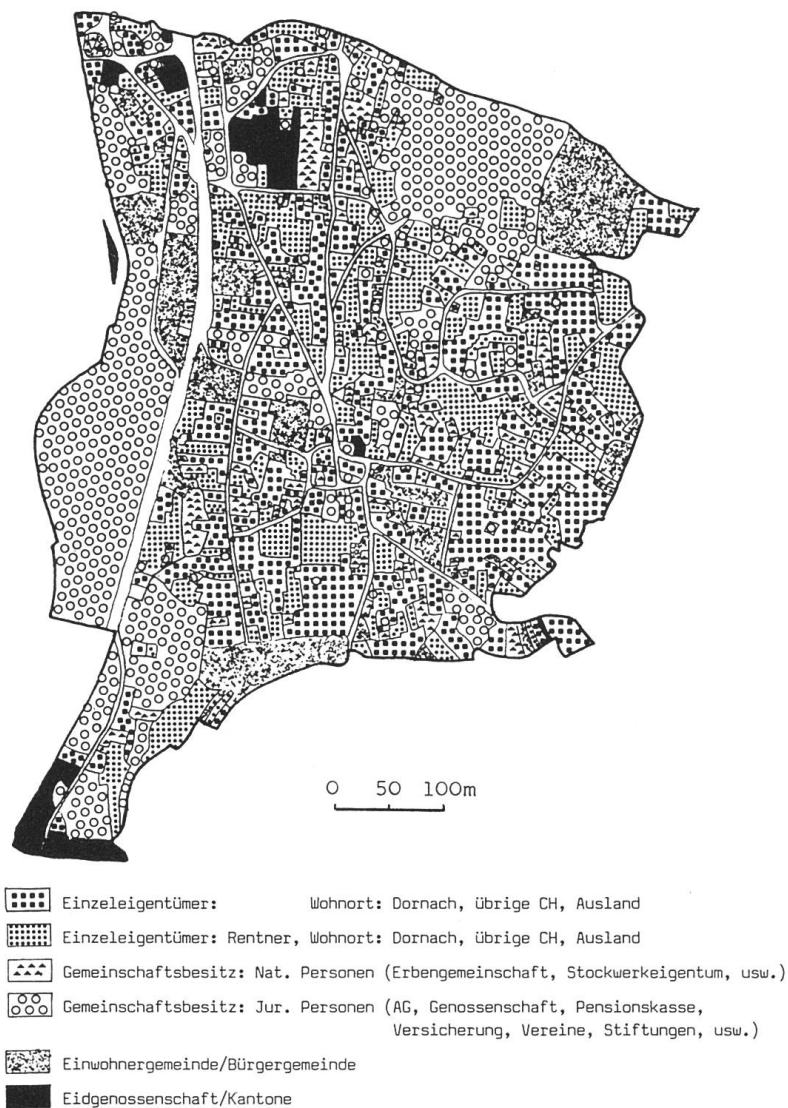 0 50 100m
Einzeleigentümer: Wohnort: Dornach, übrige CH, Ausland
Einzeleigentümer: Rentner, Wohnort: Dornach, übrige CH, Ausland
Gemeinschaftsbesitz: Nat. Personen (Erbengemeinschaft, Stockwerkeigentum, usw.)
Gemeinschaftsbesitz: Jur. Personen (AG, Genossenschaft, Pensionskasse,
Versicherung, Vereine, Stiftungen, usw.)
Einwohnergemeinde/Bürgergemeinde
Eidgenossenschaft/Kantone